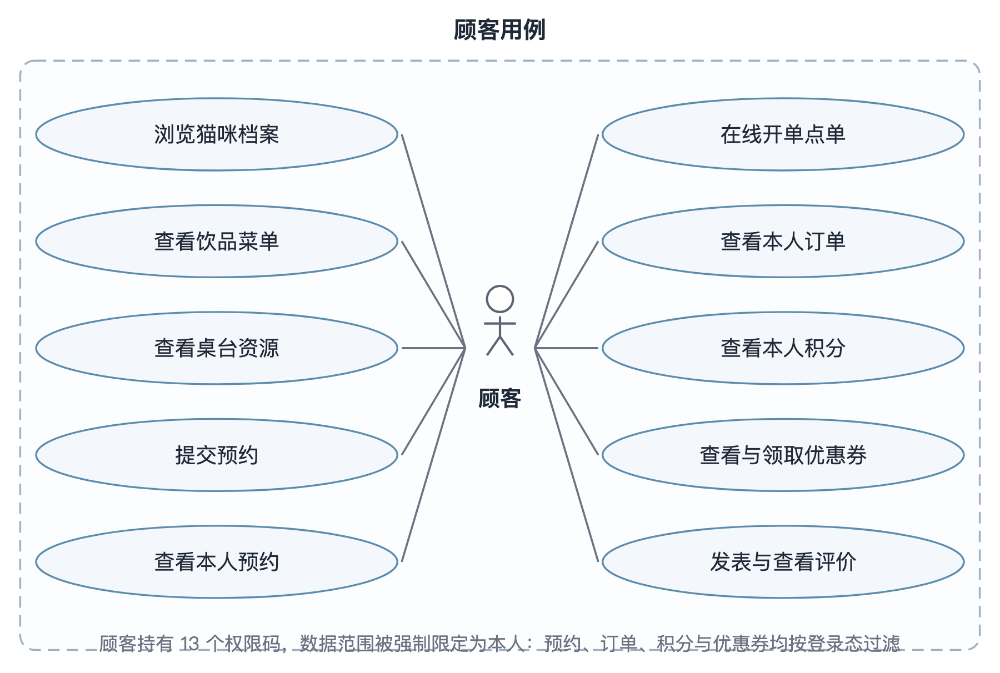 顾客用例
浏览猫咪档案
查看饮品菜单
查看桌台资源
提交预约
查看本人预约
顾客
在线开单点单
查看本人订单
查看本人积分
查看与领取优惠券
发表与查看评价
顾客持有 13 个权限码，数据范围被强制限定为本人：预约、订单、积分与优惠券均按登录态过滤